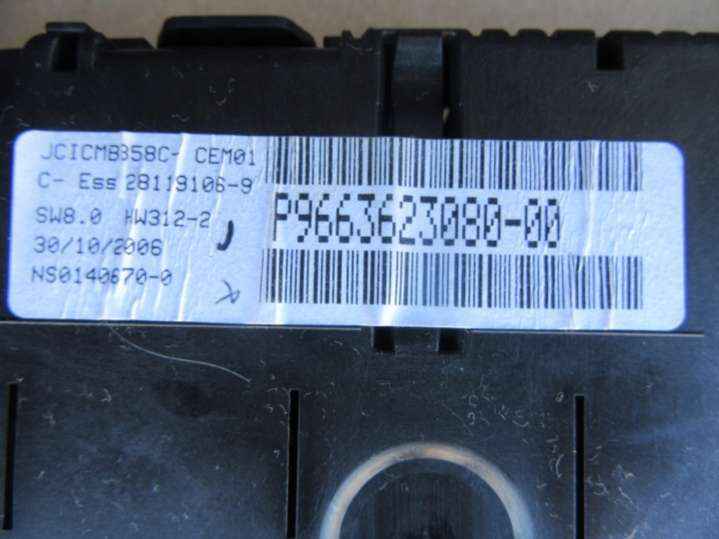 JCICMB358C- CEM01
C- Ess 28119106-9
SW8.0 HW312-2
30/10/2006
NS0140670-0
P9663623080-00